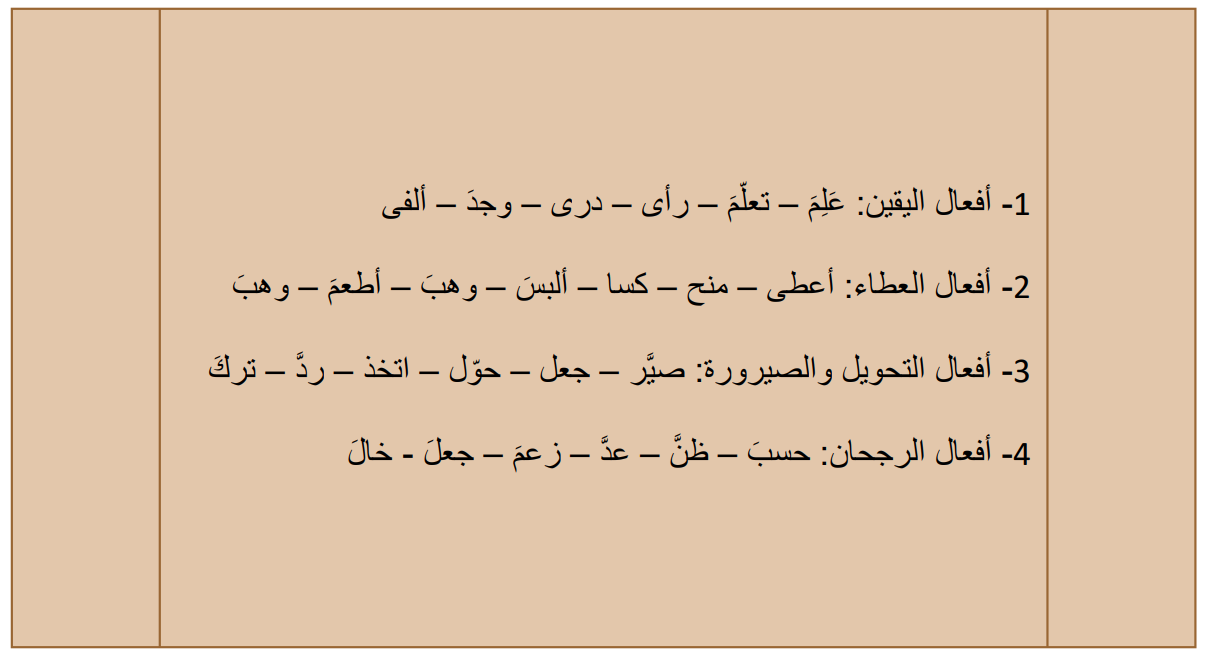 1- أفعال اليقين: عَلِمَ – تعلّمَ – رأى – درى – وجدَ – ألفى
2- أفعال العطاء: أعطى – منح – كسا – ألبسَ – وهبَ – أطعمَ – وهبَ
3- أفعال التحويل والصيرورة: صيَّر – جعل – حوّل – اتخذ – ردَّ – تركَ
4- أفعال الرجحان: حسبَ – ظنَّ – عدَّ – زعمَ – جعلَ - خالَ